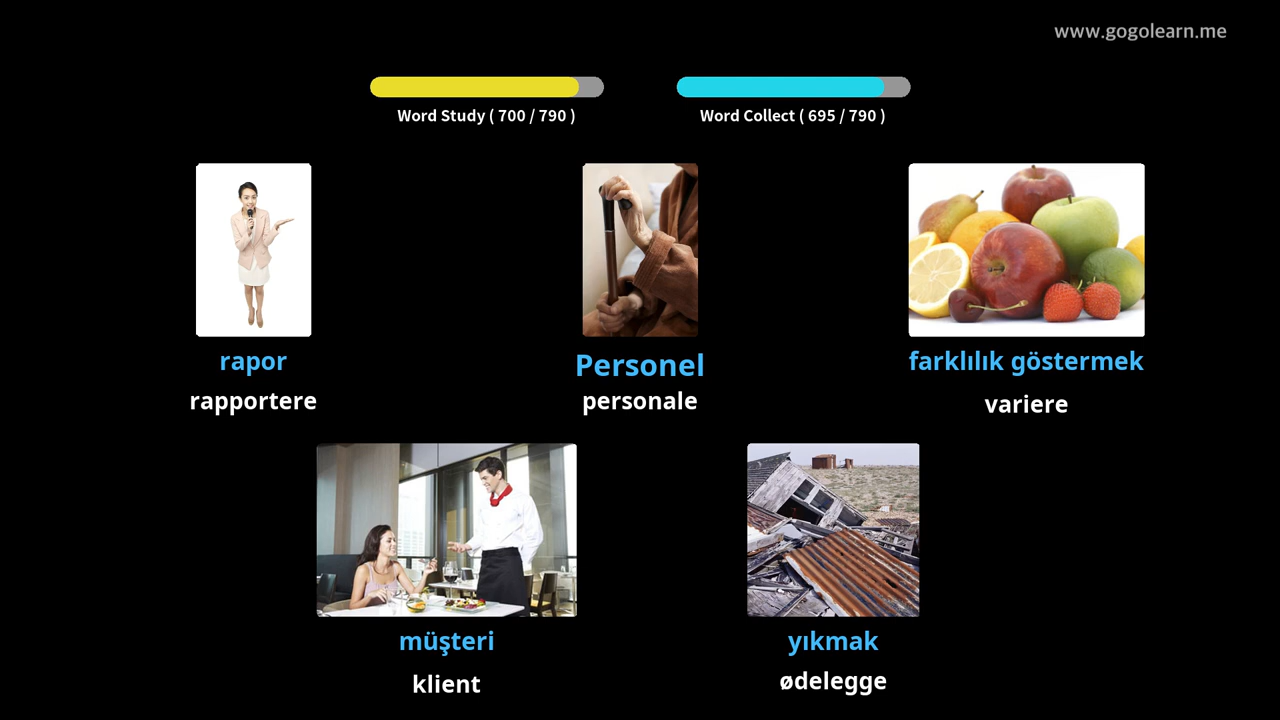 www.gogolearn.me
Word Study ( 700 / 790 )
Word Collect ( 695 / 790 )
rapor
rapportere
Personel
personale
farklılık göstermek
variere
müşteri
klient
yıkmak
ødelegge